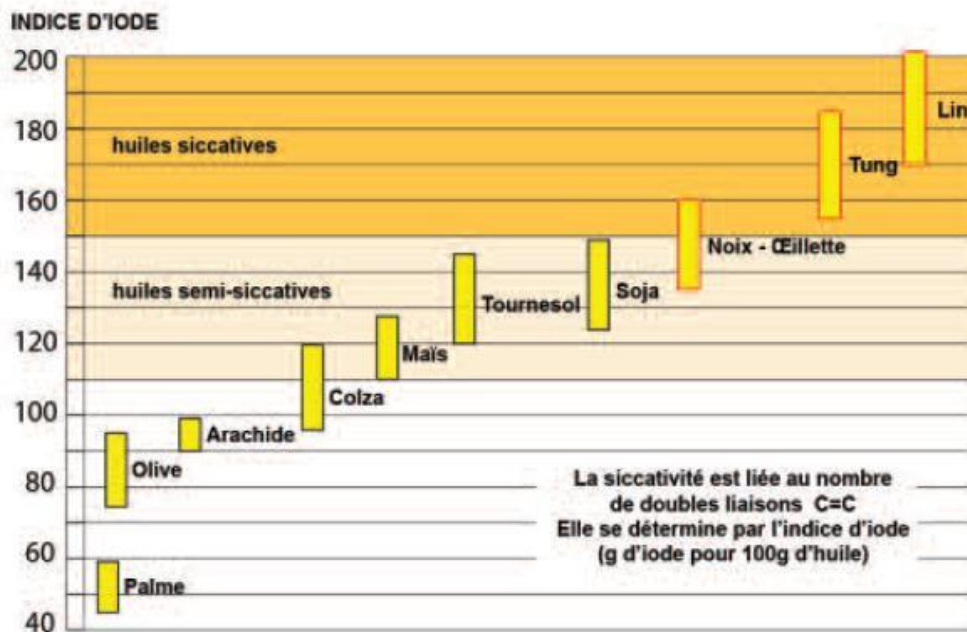 INDICE D'IODE
200
180
160
140
120
100
80
60
40
huiles siccatives
huiles semi-siccatives
Lin
Tung
Noix - Œillette
Soja
Tournesol
Maïs
Colza
Arachide
Olive
Palme
La siccativité est liée au nombre
de doubles liaisons C=C
Elle se détermine par l'indice d'iode
(g d'iode pour 100g d'huile)